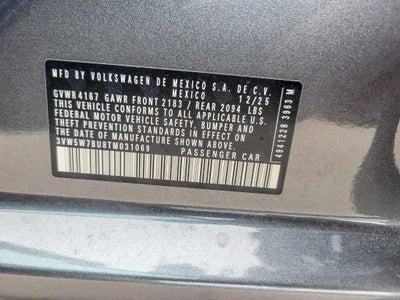 MFD BY VOLKSWAGEN DE MEXICO S.A. DE C.V.
MEXICO 12/25
GVWR 4167 GAWR FRONT 2183 / REAR 2094 LBS
THIS VEHICLE CONFORMS TO ALL APPLICABLE U.S.
FEDERAL MOTOR VEHICLE SAFETY, BUMPER AND
THEFT PREVENTION STANDARDS IN EFFECT ON THE
DATE OF MANUFACTURE SHOWN ABOVE.
3VW5W7BU8TM031069
PASSENGER CAR
4941228 3963 M